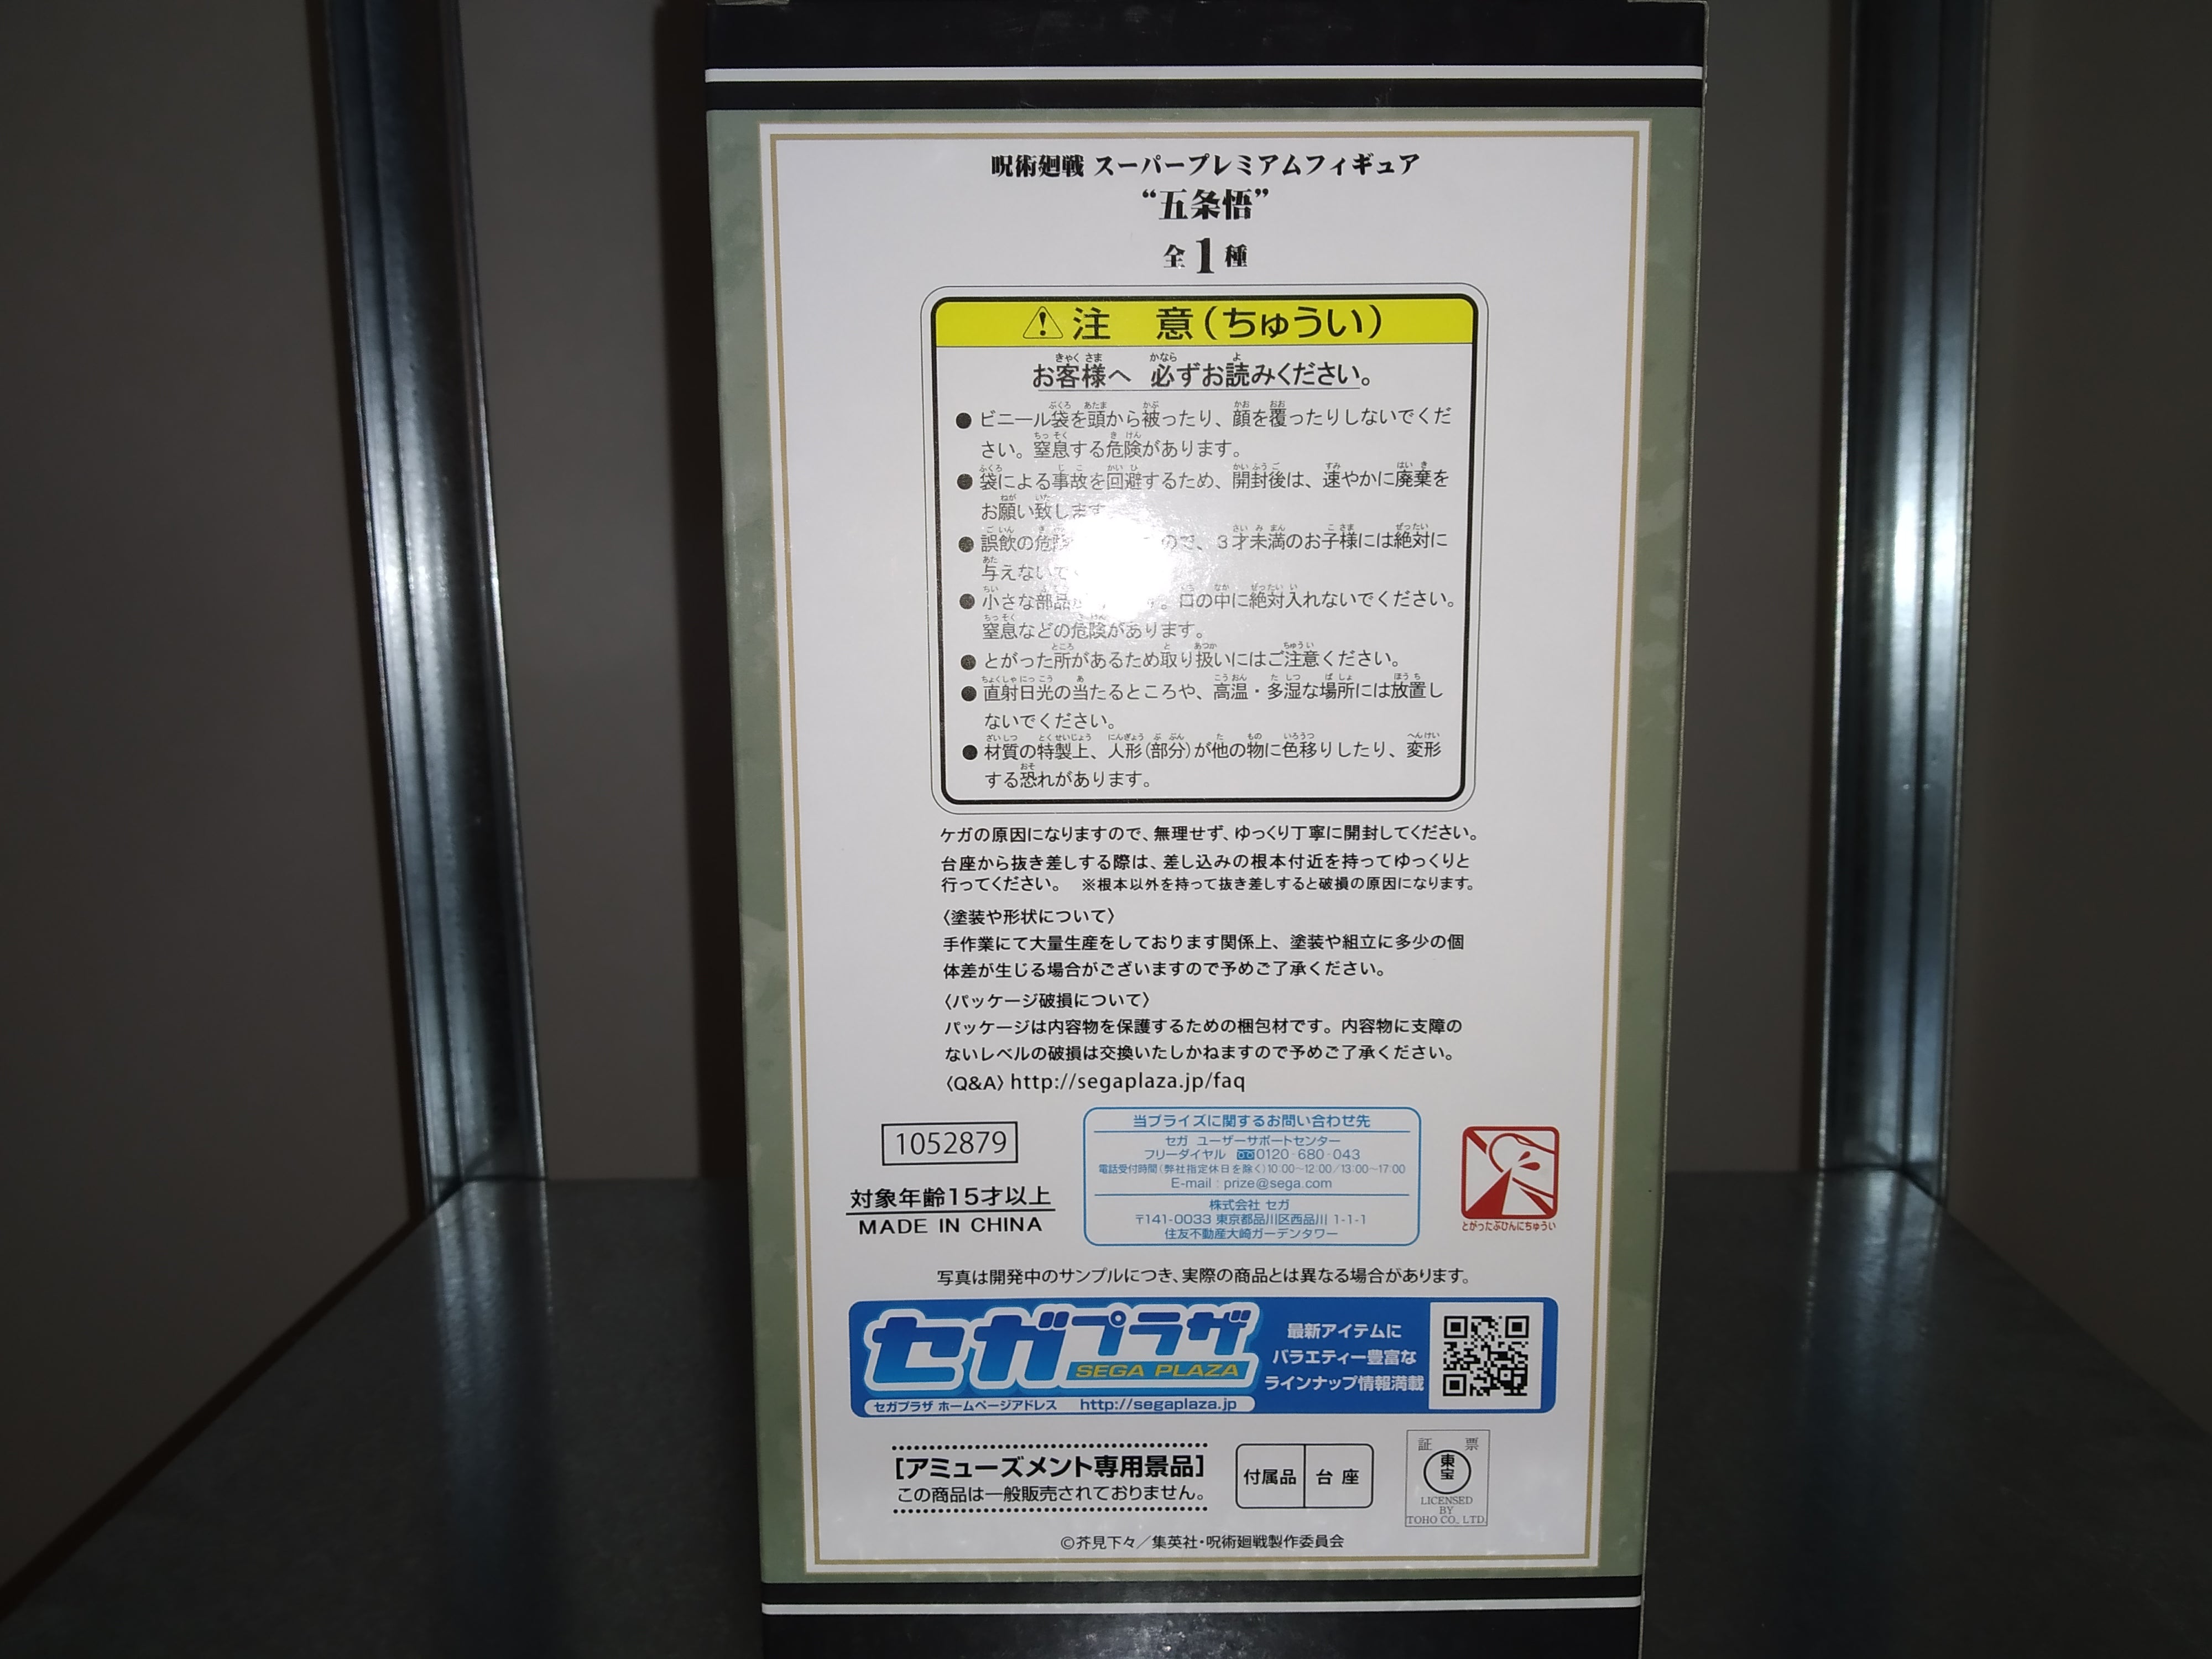 呪術廻戦 スーパープレミアムフィギュア
“五条悟”
全1種
注 意(ちゅうい)
お客様へ 必ずお読みください。
● ビニール袋を頭から被ったり、顔を覆ったりしないでくだ
さい。窒息する危険があります。
● 袋による事故を回避するため、開封後は、速やかに廃棄を
お願い致します
● 誤飲の危険 ので、3才未満のお子様には絶対に
与えないで
● 小さな部品 口の中に絶対入れないでください。
窒息などの危険があります。
● とがった所があるため取り扱いにはご注意ください。
● 直射日光の当たるところや、高温・多湿な場所には放置し
ないでください。
● 材質の特製上、人形(部分)が他の物に色移りしたり、変形
する恐れがあります。
ケガの原因になりますので、無理せず、ゆっくり丁寧に開封してください。
台座から抜き差しする際は、差し込みの根本付近を持ってゆっくりと
行ってください。 ※根本以外を持って抜き差しすると破損の原因になります。
〈塗装や形状について〉
手作業にて大量生産をしております関係上、塗装や組立に多少の個
体差が生じる場合がございますので予めご了承ください。
〈パッケージ破損について〉
パッケージは内容物を保護するための梱包材です。内容物に支障の
ないレベルの破損は交換いたしかねますので予めご了承ください。
〈Q&A〉http://segaplaza.jp/faq
1052879
対象年齢15才以上
MADE IN CHINA
当プライズに関するお問い合わせ先
セガ ユーザーサポートセンター
フリーダイヤル 0120-680-043
電話受付時間(弊社指定休日を除く)10:00~12:00/13:00~17:00
E-mail : prize@sega.com
株式会社 セガ
〒141-0033 東京都品川区西品川 1-1-1
住友不動産大崎ガーデンタワー
とがったぶひんにちゅうい
写真は開発中のサンプルにつき、実際の商品とは異なる場合があります。
セガプラザ
SEGA PLAZA
セガプラザ ホームページアドレス http://segaplaza.jp
最新アイテムに
バラエティー豊富な
ラインナップ情報満載
[アミューズメント専用景品]
この商品は一般販売されておりません。
付属品 台 座
証 票
東宝
LICENSED
BY
TOHO CO., LTD.
©芥見下々／集英社・呪術廻戦製作委員会